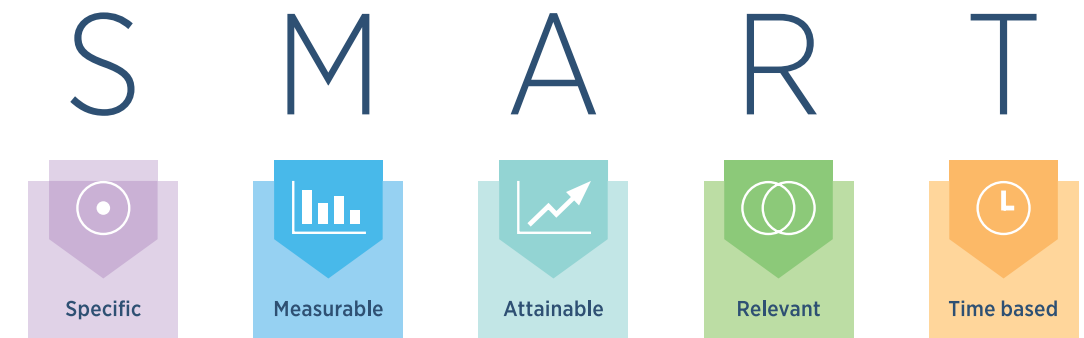 S M A R T
Specific
Measurable
Attainable
Relevant
Time based